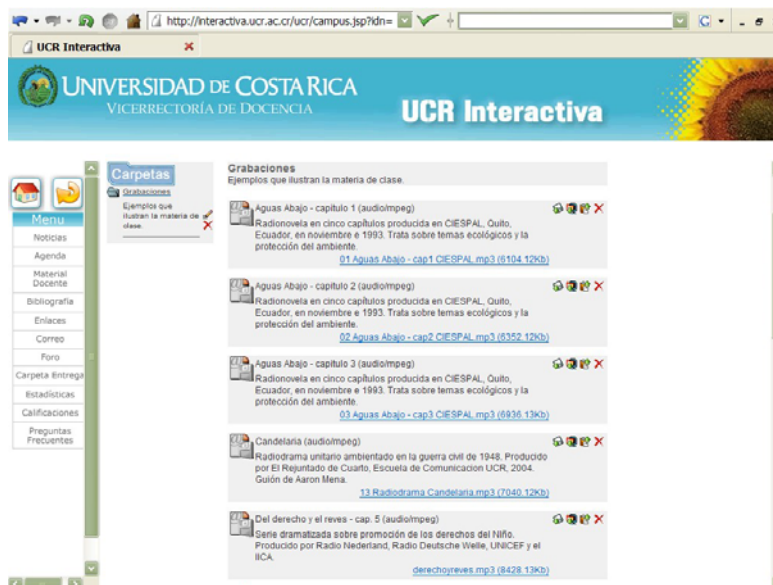 http://interactiva.ucr.ac.cr/ucr/campus.jsp?idn=
UCR Interactiva
UNIVERSIDAD DE COSTA RICA
VICERRECTORÍA DE DOCENCIA
UCR Interactiva
Menu
Noticias
Agenda
Material
Docente
Bibliografía
Enlaces
Correo
Foro
Carpeta Entrega
Estadísticas
Calificaciones
Preguntas
Frecuentes
Carpetas
Grabaciones
Ejemplos que
ilustran la materia de
clase.
Grabaciones
Ejemplos que ilustran la materia de clase.
Aguas Abajo - capitulo 1 (audio/mpeg)
Radionovela en cinco capítulos producida en CIESPAL, Quito,
Ecuador, en noviembre e 1993. Trata sobre temas ecológicos y la
protección del ambiente.
01 Aguas Abajo - cap1 CIESPAL.mp3 (6104.12Kb)
Aguas Abajo - capitulo 2 (audio/mpeg)
Radionovela en cinco capítulos producida en CIESPAL, Quito,
Ecuador, en noviembre e 1993. Trata sobre temas ecológicos y la
protección del ambiente.
02 Aguas Abajo - cap2 CIESPAL.mp3 (6352.12Kb)
Aguas Abajo - capitulo 3 (audio/mpeg)
Radionovela en cinco capítulos producida en CIESPAL, Quito,
Ecuador, en noviembre e 1993. Trata sobre temas ecológicos y la
protección del ambiente.
03 Aguas Abajo - cap3 CIESPAL.mp3 (6936.13Kb)
Candelaria (audio/mpeg)
Radiodrama unitario ambientado en la guerra civil de 1948. Producido
por El Rejuntado de Cuarto, Escuela de Comunicacion UCR, 2004.
Guión de Aaron Mena.
13 Radiodrama Candelaria.mp3 (7040.12Kb)
Del derecho y el reves - cap. 5 (audio/mpeg)
Serie dramatizada sobre promoción de los derechos del Niño.
Producido por Radio Nederland, Radio Deutsche Welle, UNICEF y el
IICA.
derechoyreves.mp3 (8428.13Kb)